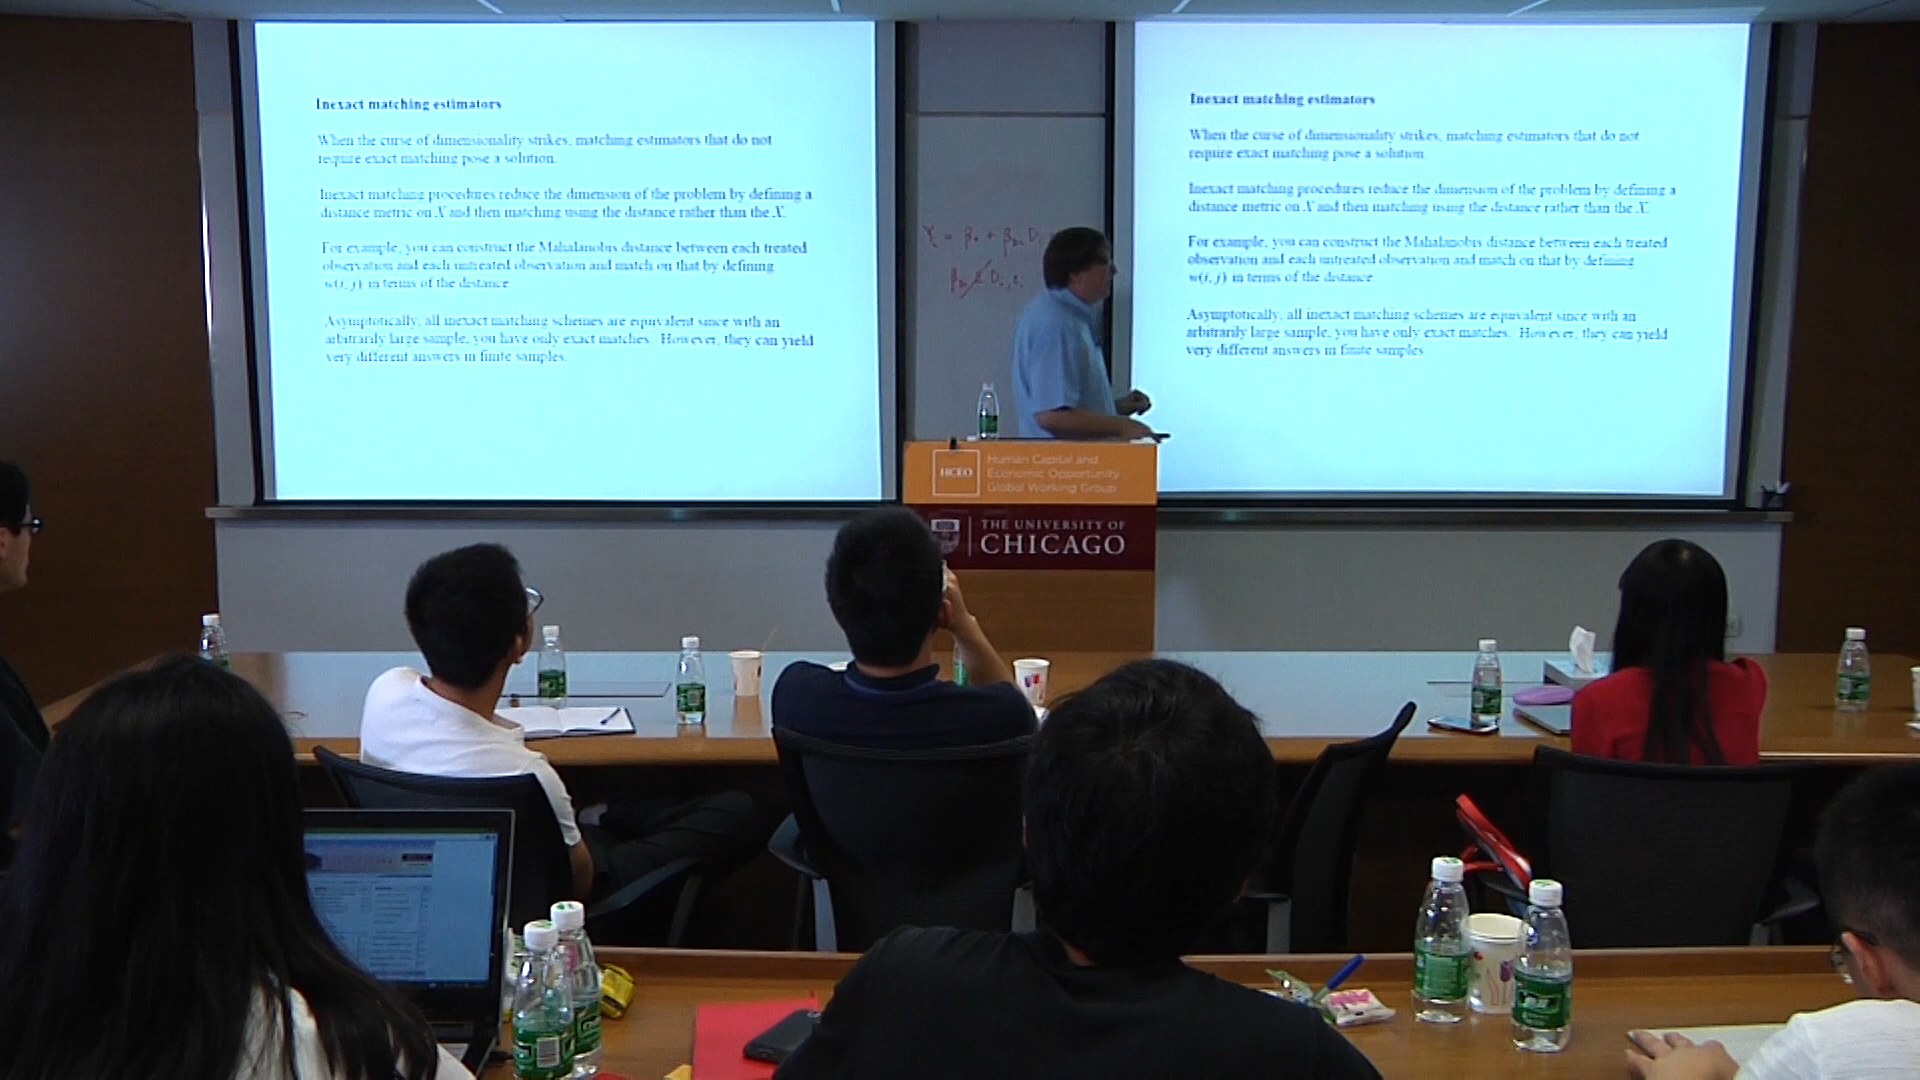 Inexact matching estimators
When the curse of dimensionality strikes, matching estimators that do not
require exact matching pose a solution.
Inexact matching procedures reduce the dimension of the problem by defining a
distance metric on X and then matching using the distance rather than the X.
For example, you can construct the Mahalanobis distance between each treated
observation and each untreated observation and match on that by defining
w(i, j) in terms of the distance.
Asymptotically, all inexact matching schemes are equivalent since with an
arbitrarily large sample, you have only exact matches. However, they can yield
very different answers in finite samples.
Inexact matching estimators
When the curse of dimensionality strikes, matching estimators that do not
require exact matching pose a solution.
Inexact matching procedures reduce the dimension of the problem by defining a
distance metric on X and then matching using the distance rather than the X.
For example, you can construct the Mahalanobis distance between each treated
observation and each untreated observation and match on that by defining
w(i, j) in terms of the distance.
Asymptotically, all inexact matching schemes are equivalent since with an
arbitrarily large sample, you have only exact matches. However, they can yield
very different answers in finite samples.
HCEO
Human Capital and
Economic Opportunity
Global Working Group
THE UNIVERSITY OF
CHICAGO